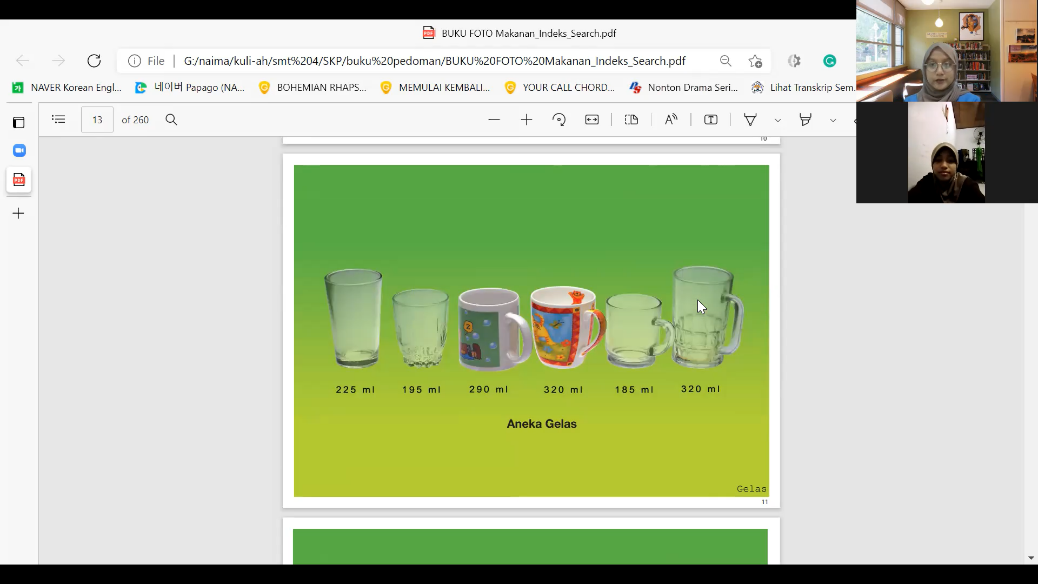 BUKU FOTO Makanan_Indeks_Search.pdf
File G:/naima/kuli-ah/smt%204/SKP/buku%20pedoman/BUKU%20FOTO%20Makanan_Indeks_Search.pdf
NAVER Korean Engl... 네이버 Papago (NA... BOHEMIAN RHAPS... MEMULAI KEMBALI... YOUR CALL CHORD... Nonton Drama Seri... Lihat Transkrip Sem...
13 of 260
10
225 ml 195 ml 290 ml 320 ml 185 ml 320 ml
Aneka Gelas
Gelas
11